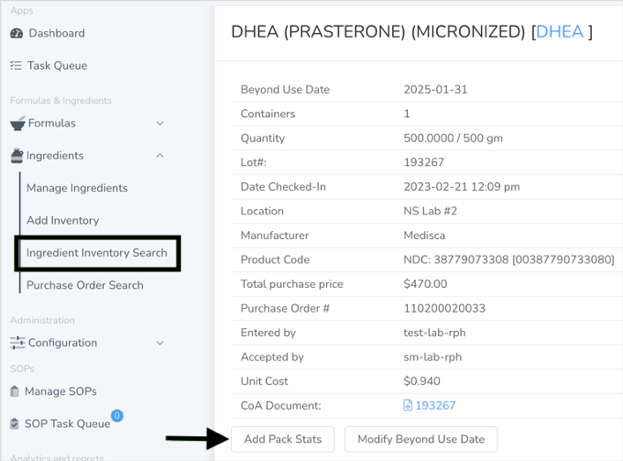 Apps
Dashboard
Task Queue
Formulas & Ingredients
Formulas
Ingredients
Manage Ingredients
Add Inventory
Ingredient Inventory Search
Purchase Order Search
Administration
Configuration
SOPs
Manage SOPs
SOP Task Queue 0
Analytics and reports
DHEA (PRASTERONE) (MICRONIZED) [DHEA ]
Beyond Use Date 2025-01-31
Containers 1
Quantity 500.0000 / 500 gm
Lot#: 193267
Date Checked-In 2023-02-21 12:09 pm
Location NS Lab #2
Manufacturer Medisca
Product Code NDC: 38779073308 [00387790733080]
Total purchase price $470.00
Purchase Order # 110200020033
Entered by test-lab-rph
Accepted by sm-lab-rph
Unit Cost $0.940
CoA Document: 193267
Add Pack Stats Modify Beyond Use Date